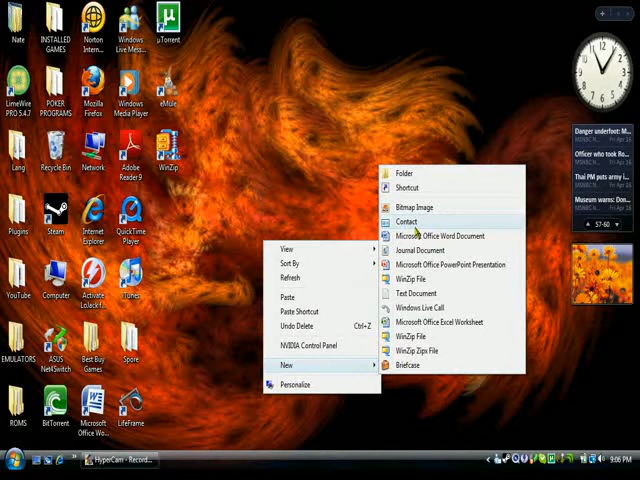 Nate
INSTALLED
GAMES
Norton
Intern...
Windows
Live Mess...
µTorrent
LimeWire
PRO 5.4.7
POKER
PROGRAMS
Mozilla
Firefox
Windows
Media Player
eMule
Lang
Recycle Bin
Network
Adobe
Reader 9
WinZip
Plugins
Steam
Internet
Explorer
QuickTime
Player
YouTube
Computer
Activate
LoJack f...
iTunes
EMULATORS
ASUS
Net4Switch
Best Buy
Games
Spore
ROMS
BitTorrent
Microsoft
Office Wo...
LifeFrame
View
Sort By
Refresh
Paste
Paste Shortcut
Undo Delete Ctrl+Z
NVIDIA Control Panel
New
Personalize
Folder
Shortcut
Bitmap Image
Contact
Microsoft Office Word Document
Journal Document
Microsoft Office PowerPoint Presentation
WinZip File
Text Document
Windows Live Call
Microsoft Office Excel Worksheet
WinZip File
WinZip Zipx File
Briefcase
Danger underfoot: M...
Fri Apr 16
Officer who took Ro...
Fri Apr 16
Thai PM puts army i...
Fri Apr 16
Museum warns: Don...
Fri Apr 16
57-60
HyperCam - Record...
9:06 PM